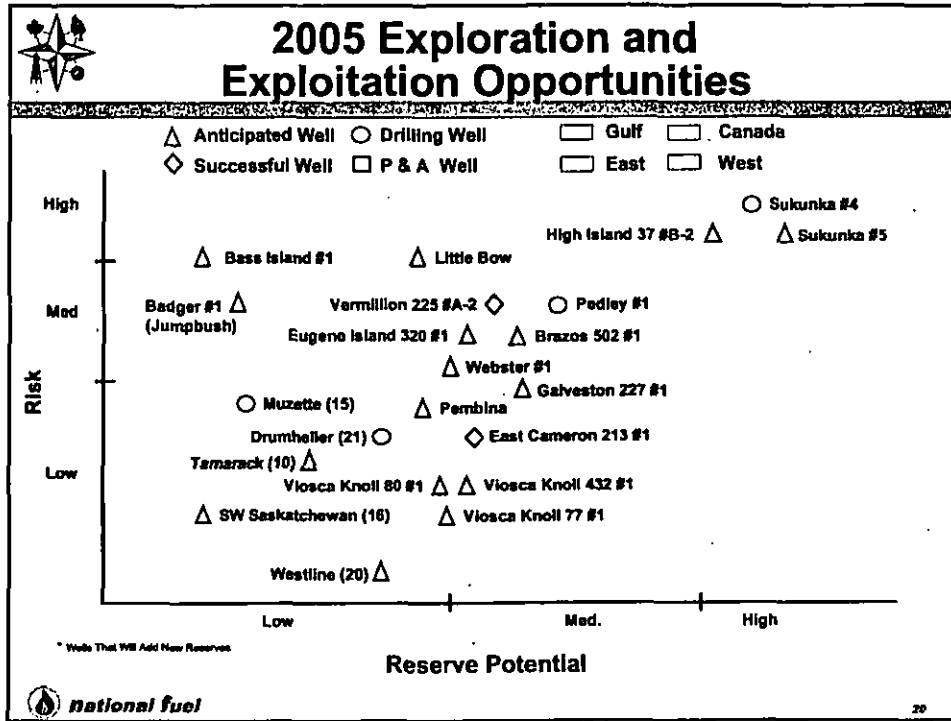 2005 Exploration and
Exploitation Opportunities
Anticipated Well Drilling Well Gulf Canada
Successful Well P & A Well East West
High
Sukunka #4
High Island 37 #B-2 Sukunka #5
Bass Island #1 Little Bow
Med
Badger #1 Vermillion 225 #A-2 Pedley #1
(Jumpbush)
Eugene Island 320 #1 Brazos 502 #1
Webster #1
Risk
Galveston 227 #1
Muzette (15) Pembina
Drumheller (21) East Cameron 213 #1
Low
Tamarack (10)
Viosca Knoll 80 #1 Viosca Knoll 432 #1
SW Saskatchewan (16) Viosca Knoll 77 #1
Westline (20)
Low Med. High
* Wells That Will Add New Reserves
Reserve Potential
national fuel
20